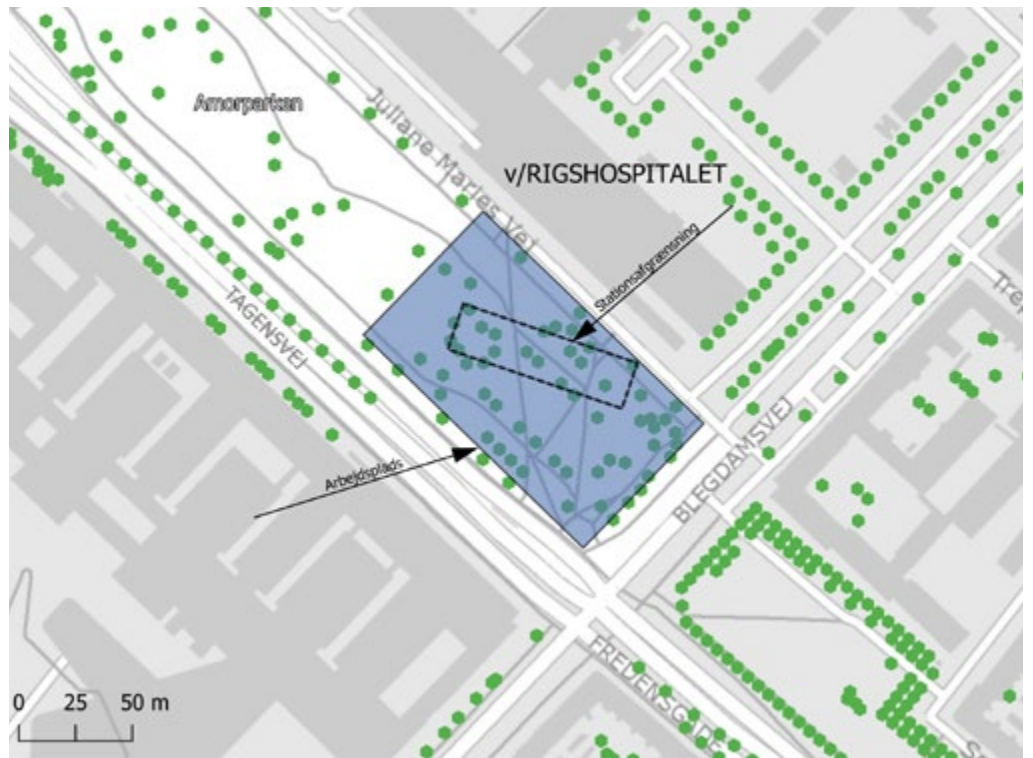 Amorparken
Juliane Maries Vej
v/RIGSHOSPITALET
Stationsafgrænsning
TAGENSVEJ
Arbejdsplads
BLEGDAMSVEJ
FREDENSGADE
0 25 50 m